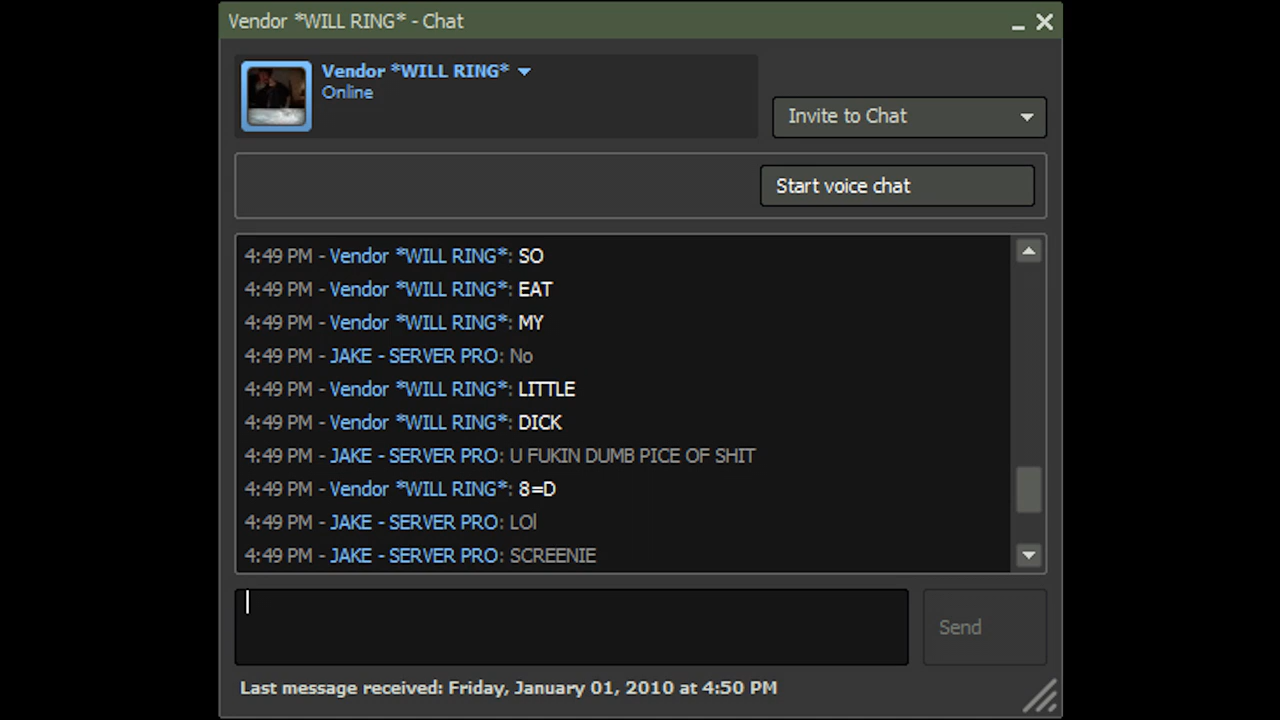 Vendor *WILL RING* - Chat
Vendor *WILL RING*
Online
Invite to Chat
Start voice chat
4:49 PM - Vendor *WILL RING*: SO
4:49 PM - Vendor *WILL RING*: EAT
4:49 PM - Vendor *WILL RING*: MY
4:49 PM - JAKE - SERVER PRO: No
4:49 PM - Vendor *WILL RING*: LITTLE
4:49 PM - Vendor *WILL RING*: DICK
4:49 PM - JAKE - SERVER PRO: U FUKIN DUMB PICE OF SHIT
4:49 PM - Vendor *WILL RING*: 8=D
4:49 PM - JAKE - SERVER PRO: LOl
4:49 PM - JAKE - SERVER PRO: SCREENIE
Send
Last message received: Friday, January 01, 2010 at 4:50 PM